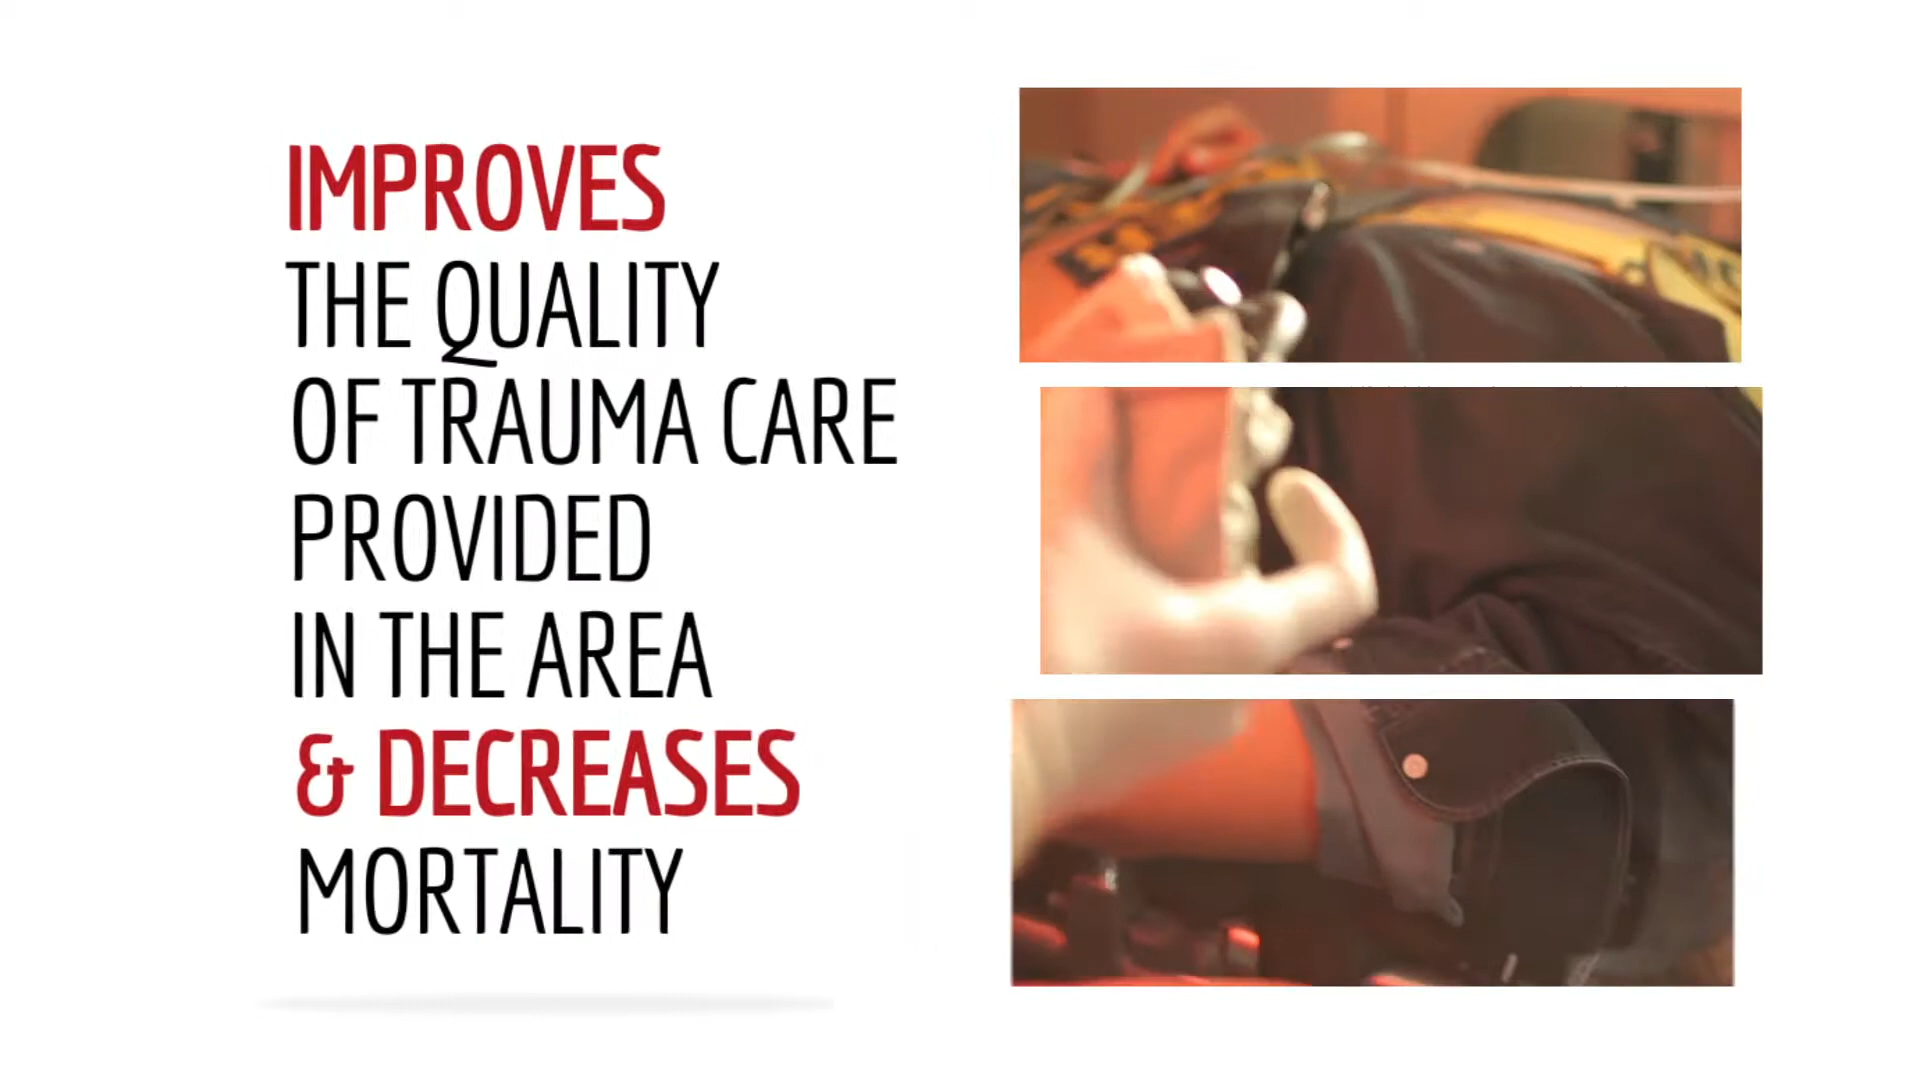 IMPROVES
THE QUALITY
OF TRAUMA CARE
PROVIDED
IN THE AREA
& DECREASES
MORTALITY